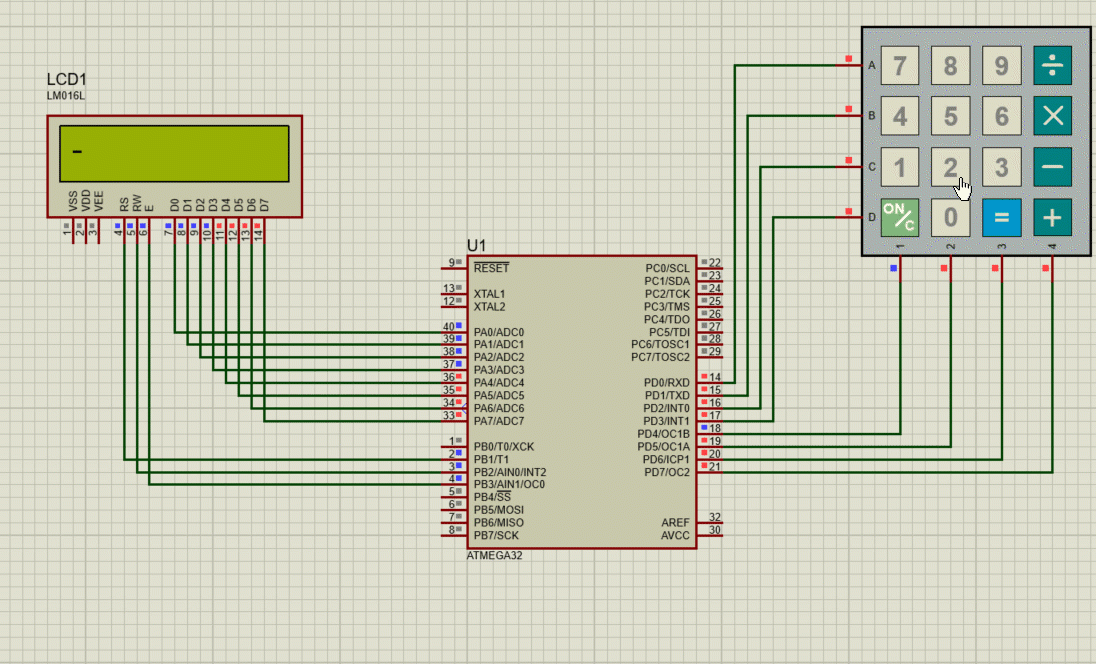 LCD1
LM016L
-
VSS
VDD
VEE
RS
RW
E
D0
D1
D2
D3
D4
D5
D6
D7
1
2
3
4
5
6
7
8
9
10
11
12
13
14
U1
9 RESET
13 XTAL1
12 XTAL2
40 PA0/ADC0
39 PA1/ADC1
38 PA2/ADC2
37 PA3/ADC3
36 PA4/ADC4
35 PA5/ADC5
34 PA6/ADC6
33 PA7/ADC7
1 PB0/T0/XCK
2 PB1/T1
3 PB2/AIN0/INT2
4 PB3/AIN1/OC0
5 PB4/SS
6 PB5/MOSI
7 PB6/MISO
8 PB7/SCK
PC0/SCL 22
PC1/SDA 23
PC2/TCK 24
PC3/TMS 25
PC4/TDO 26
PC5/TDI 27
PC6/TOSC1 28
PC7/TOSC2 29
PD0/RXD 14
PD1/TXD 15
PD2/INT0 16
PD3/INT1 17
PD4/OC1B 18
PD5/OC1A 19
PD6/ICP1 20
PD7/OC2 21
AREF 32
AVCC 30
ATMEGA32
A 7 8 9 ÷
B 4 5 6 ×
C 1 2 3 −
D ON/C 0 = +
1 2 3 4